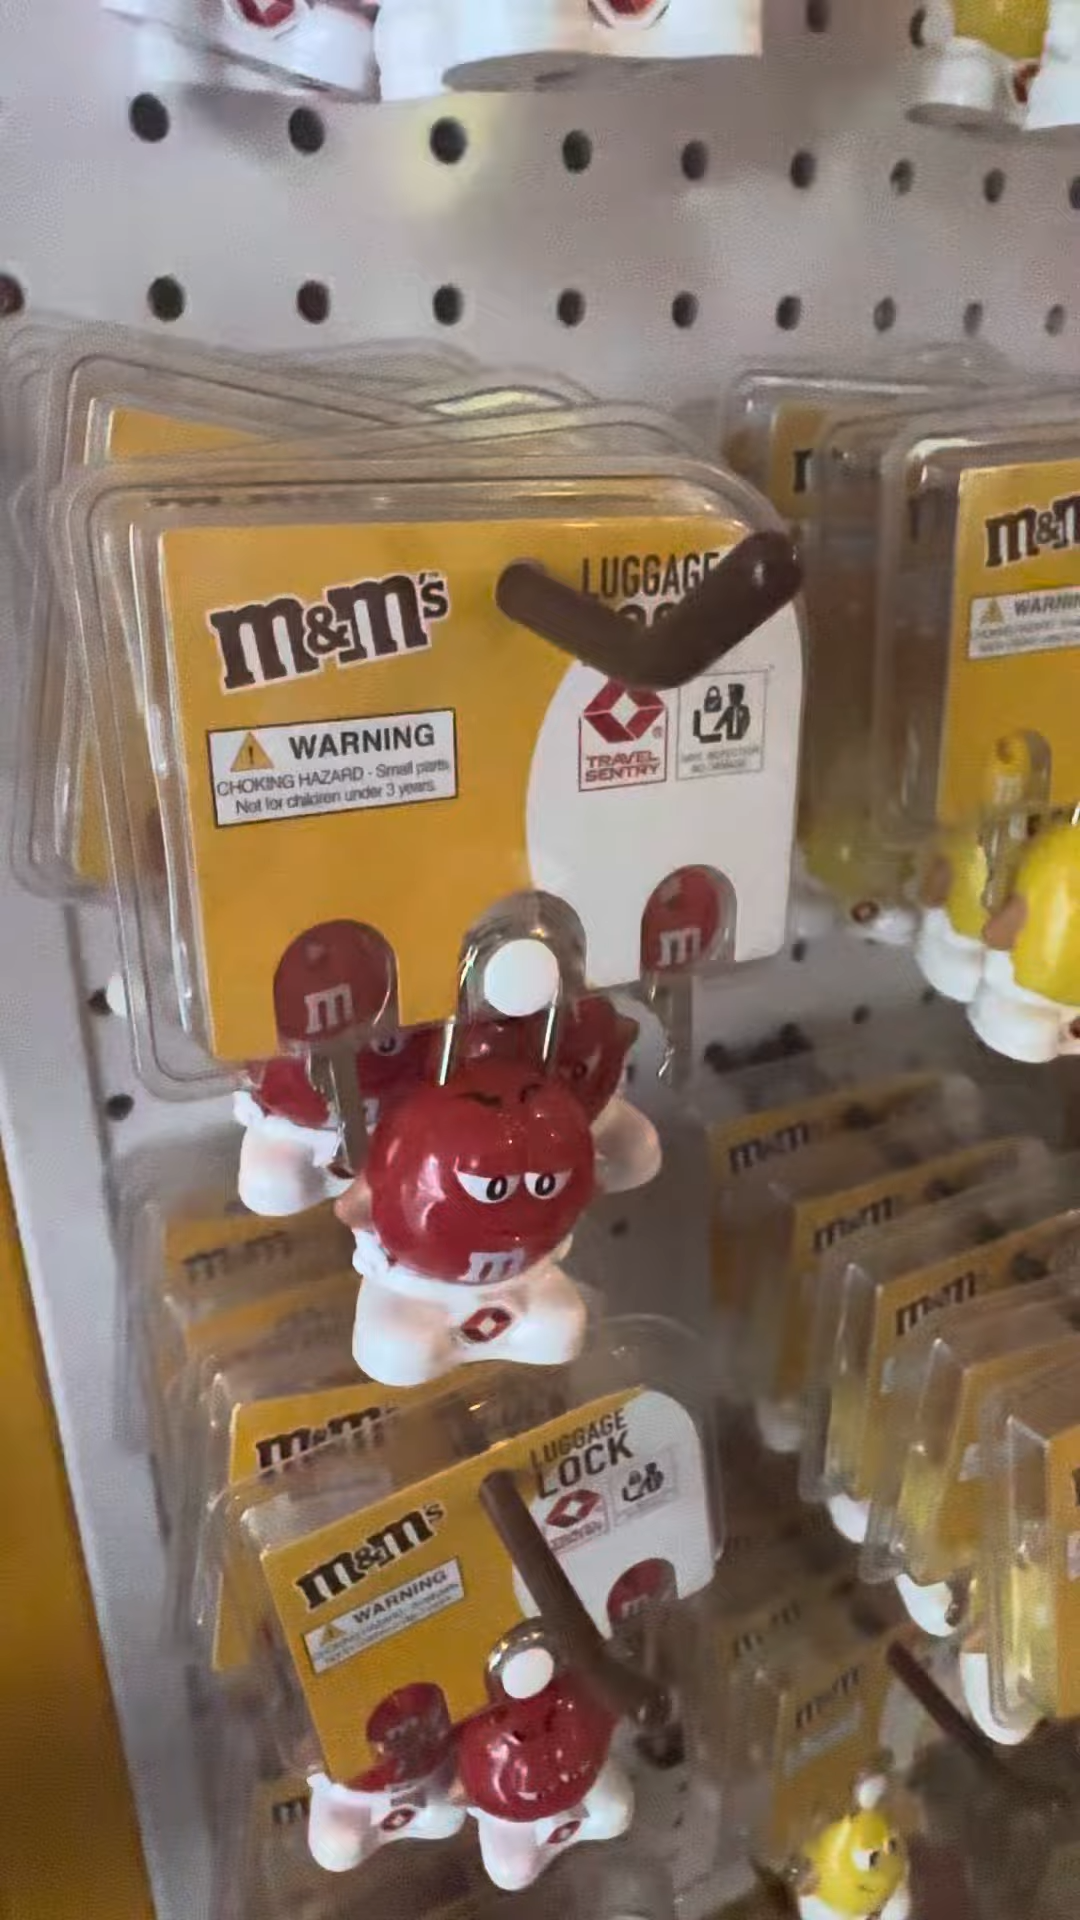 m&m's
LUGGAGE
WARNING
CHOKING HAZARD - Small parts
Not for children under 3 years.
TRAVEL
SENTRY
®
m
m
m
m&m
WARNING
m&m's
m&m's
m&m's
m&m's
m&m's
LUGGAGE
LOCK
m&m's
WARNING
m